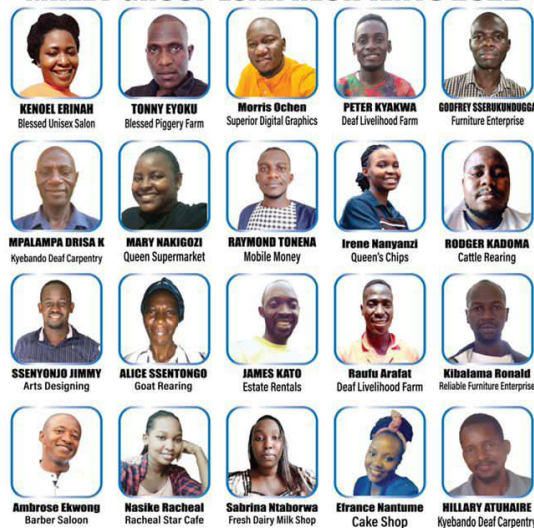 KENOEL ERINAH
Blessed Unisex Salon
TONNY EYOKU
Blessed Piggery Farm
Morris Ochen
Superior Digital Graphics
PETER KYAKWA
Deaf Livelihood Farm
GODFREY SSERUKUNDUGGA
Furniture Enterprise
MPALAMPA DRISA K
Kyebando Deaf Carpentry
MARY NAKIGOZI
Queen Supermarket
RAYMOND TONENA
Mobile Money
Irene Nanyanzi
Queen's Chips
RODGER KADOMA
Cattle Rearing
SSENYONJO JIMMY
Arts Designing
ALICE SSENTONGO
Goat Rearing
JAMES KATO
Estate Rentals
Raufu Arafat
Deaf Livelihood Farm
Kibalama Ronald
Reliable Furniture Enterprise
Ambrose Ekwong
Barber Saloon
Nasike Racheal
Racheal Star Cafe
Sabrina Ntaborwa
Fresh Dairy Milk Shop
Efrance Nantume
Cake Shop
HILLARY ATUHAIRE
Kyebando Deaf Carpentry